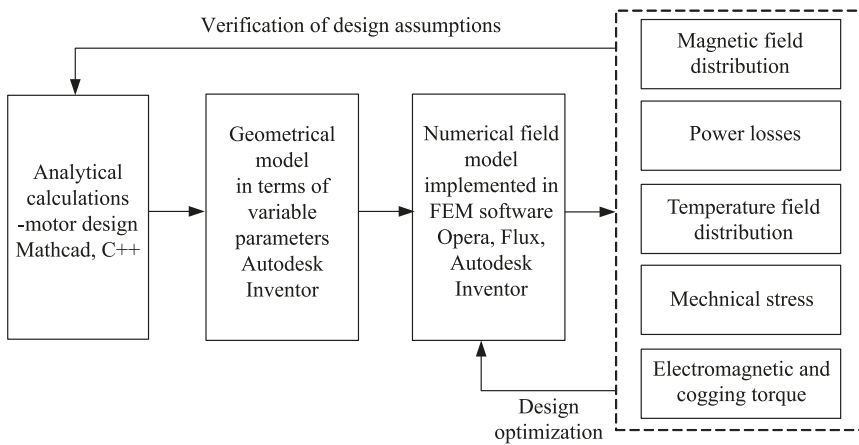 Verification of design assumptions
Analytical
calculations
-motor design
Mathcad, C++
Geometrical
model
in terms of
variable
parameters
Autodesk
Inventor
Numerical field
model
implemented in
FEM software
Opera, Flux,
Autodesk
Inventor
Magnetic field
distribution
Power losses
Temperature field
distribution
Mechnical stress
Electromagnetic and
cogging torque
Design
optimization